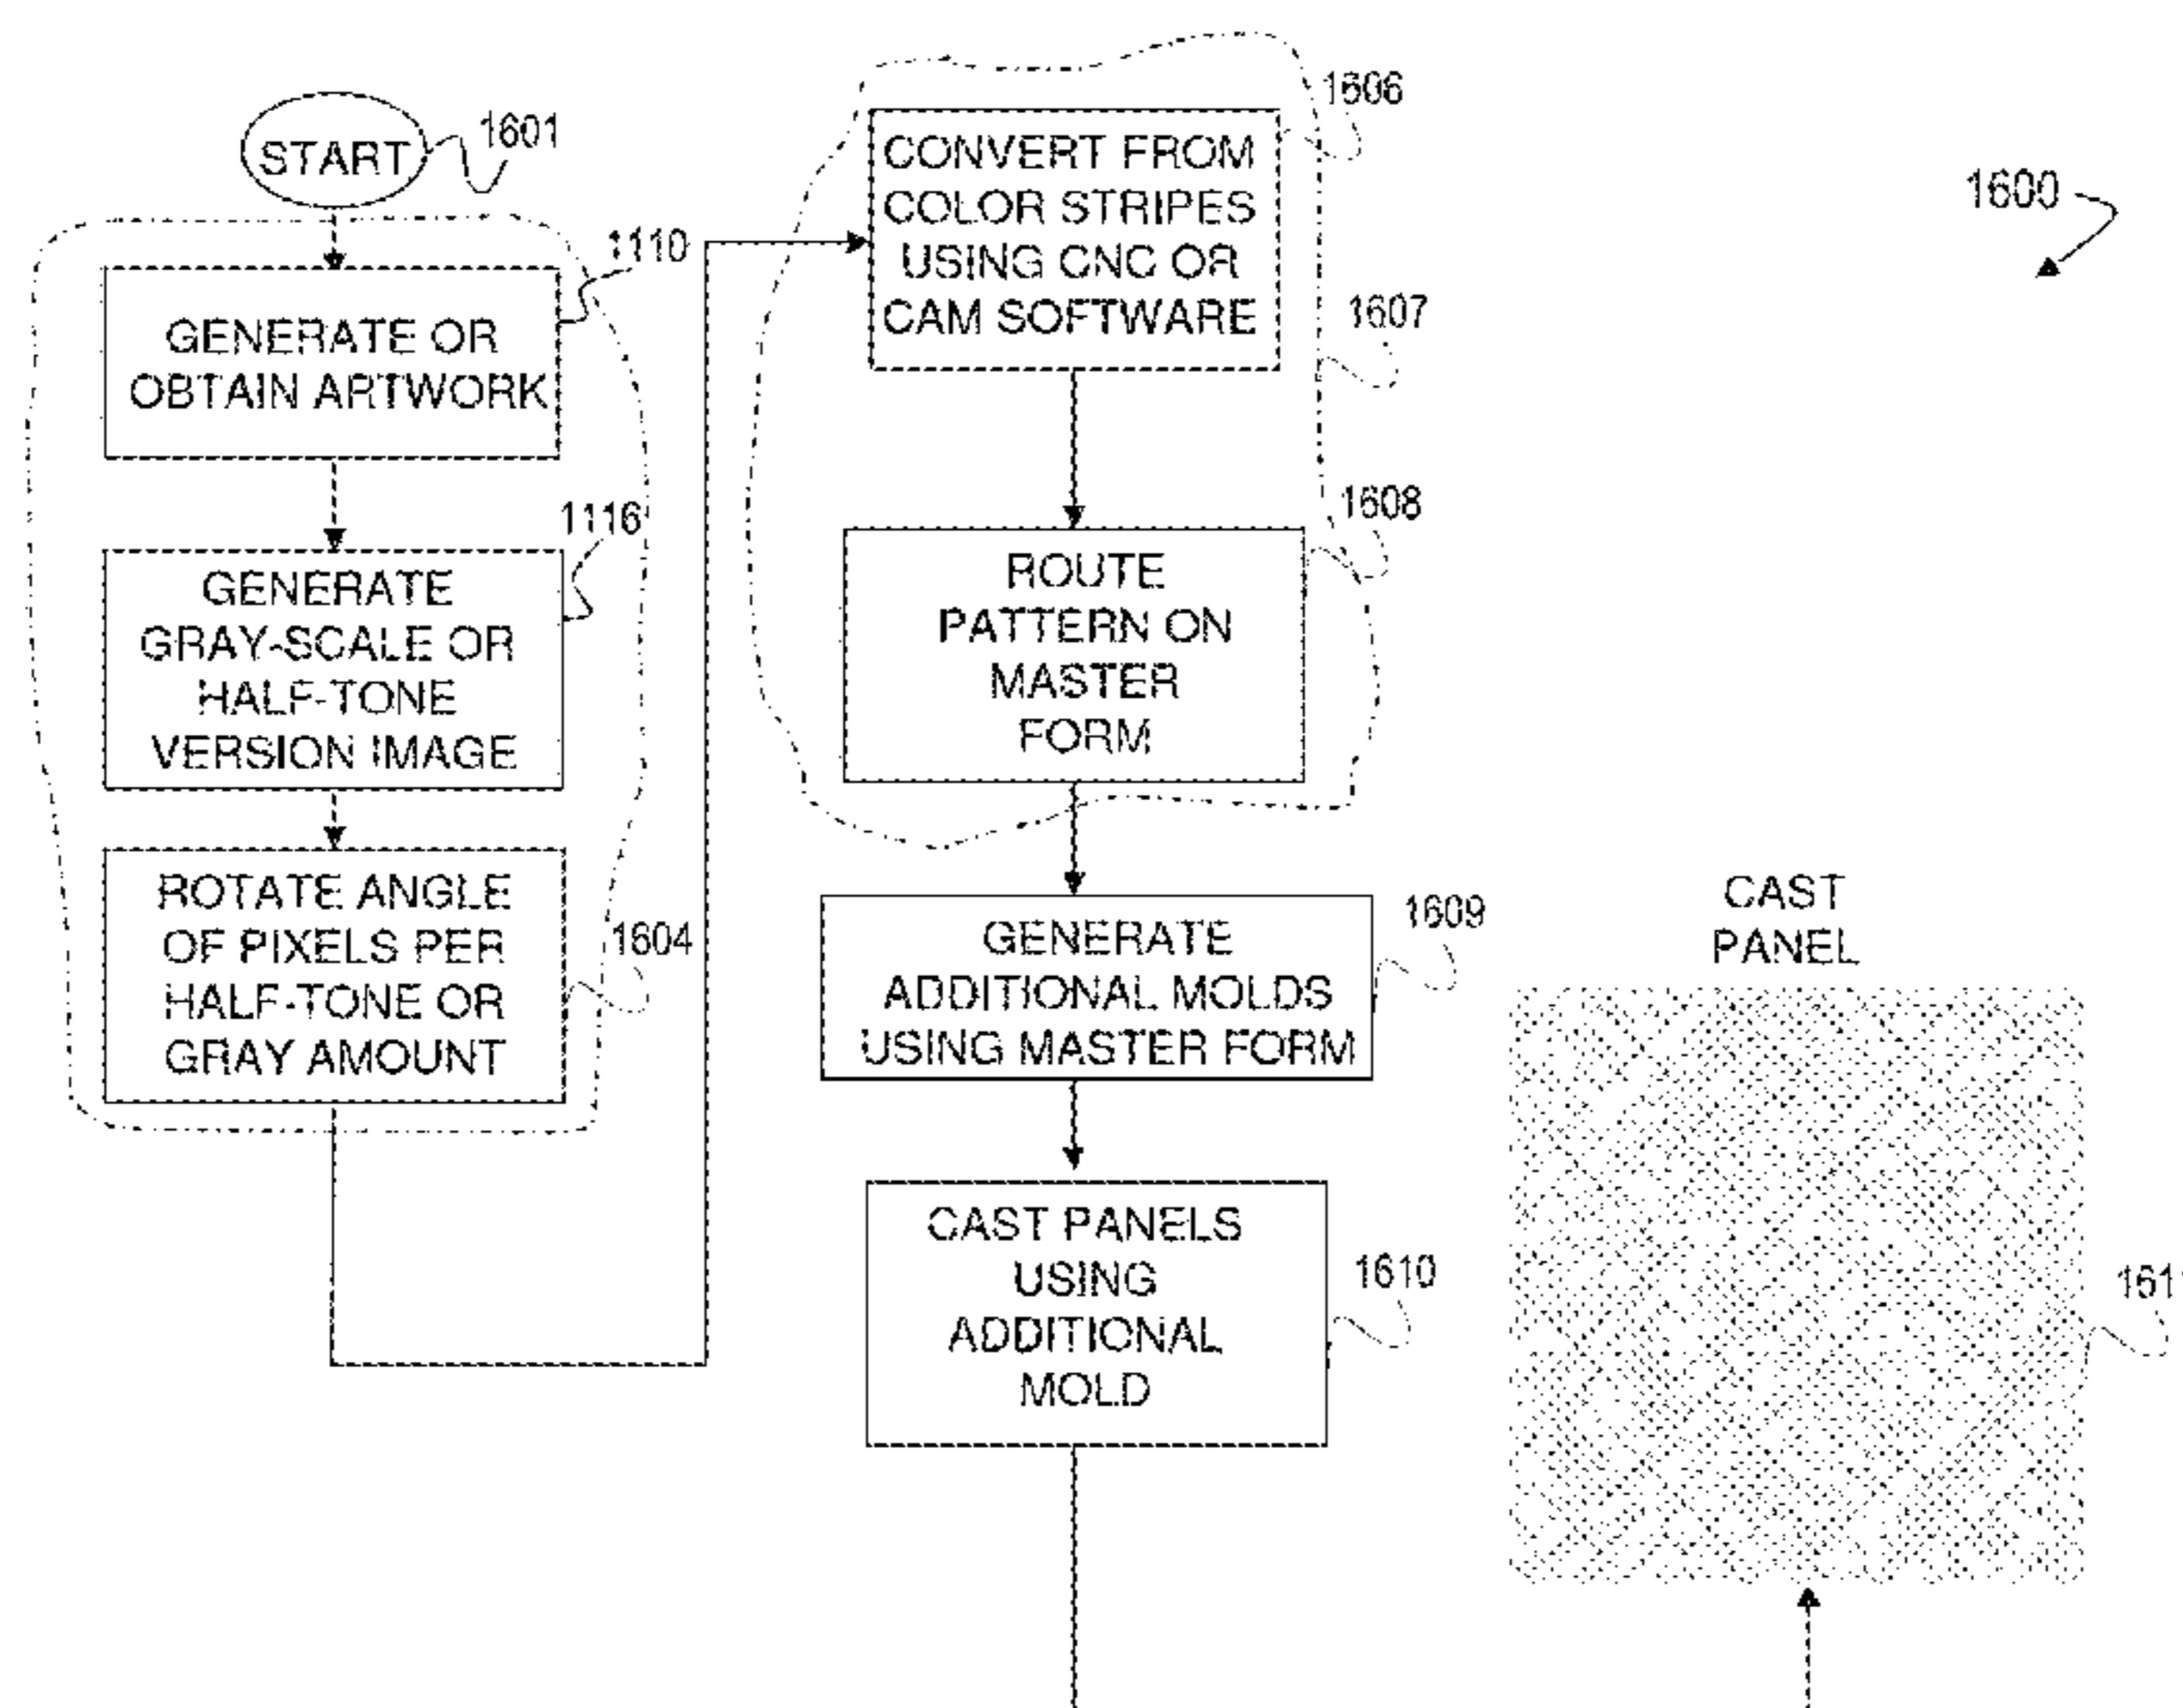 START
1601
1110
GENERATE OR
OBTAIN ARTWORK
1116
GENERATE
GRAY-SCALE OR
HALF-TONE
VERSION IMAGE
ROTATE ANGLE
OF PIXELS PER
HALF-TONE OR
GRAY AMOUNT
1604
1606
CONVERT FROM
COLOR STRIPES
USING CNC OR
CAM SOFTWARE
1607
1608
ROUTE
PATTERN ON
MASTER
FORM
1609
GENERATE
ADDITIONAL MOLDS
USING MASTER FORM
CAST PANELS
USING
ADDITIONAL
MOLD
1610
1600
CAST
PANEL